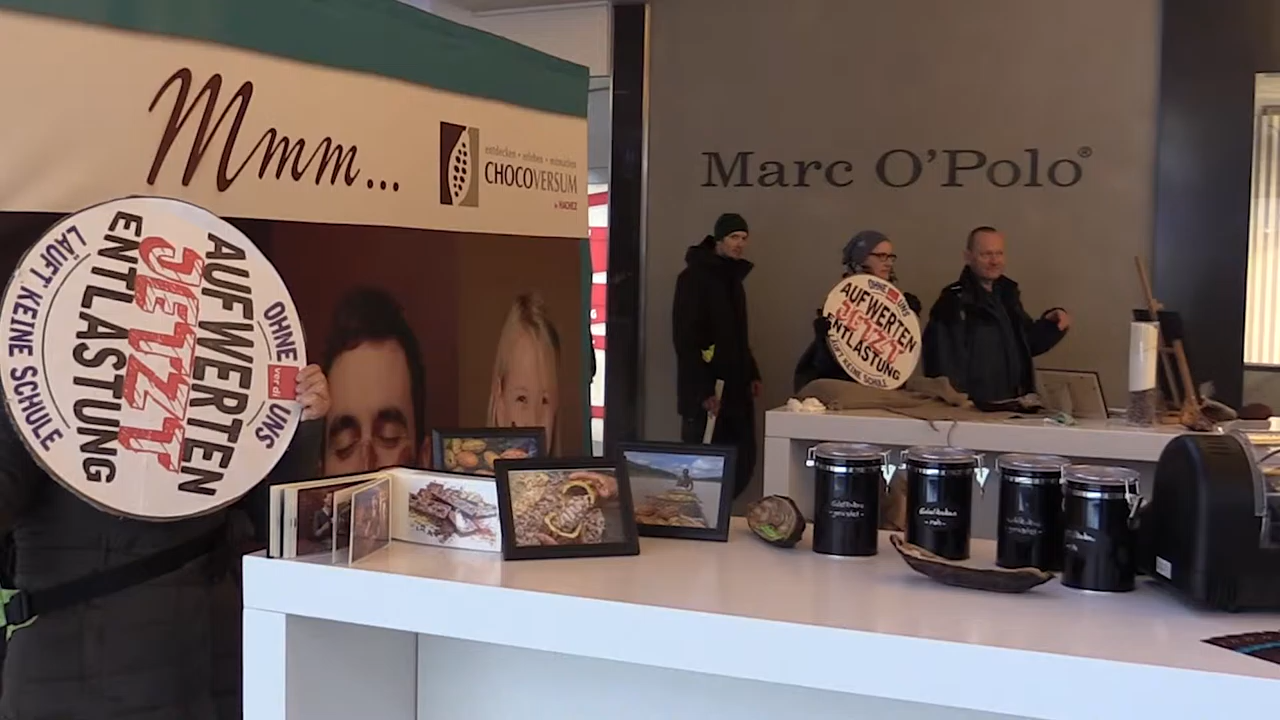 Mmm...
entdecken • erleben • mitmachen
CHOCOVERSUM
by HACHEZ
Marc O'Polo®
OHNE ver.di UNS
AUFWERTEN
JETZT
ENTLASTUNG
LÄUFT KEINE SCHULE
OHNE UNS
AUFWERTEN
JETZT
ENTLASTUNG
LÄUFT KEINE SCHULE